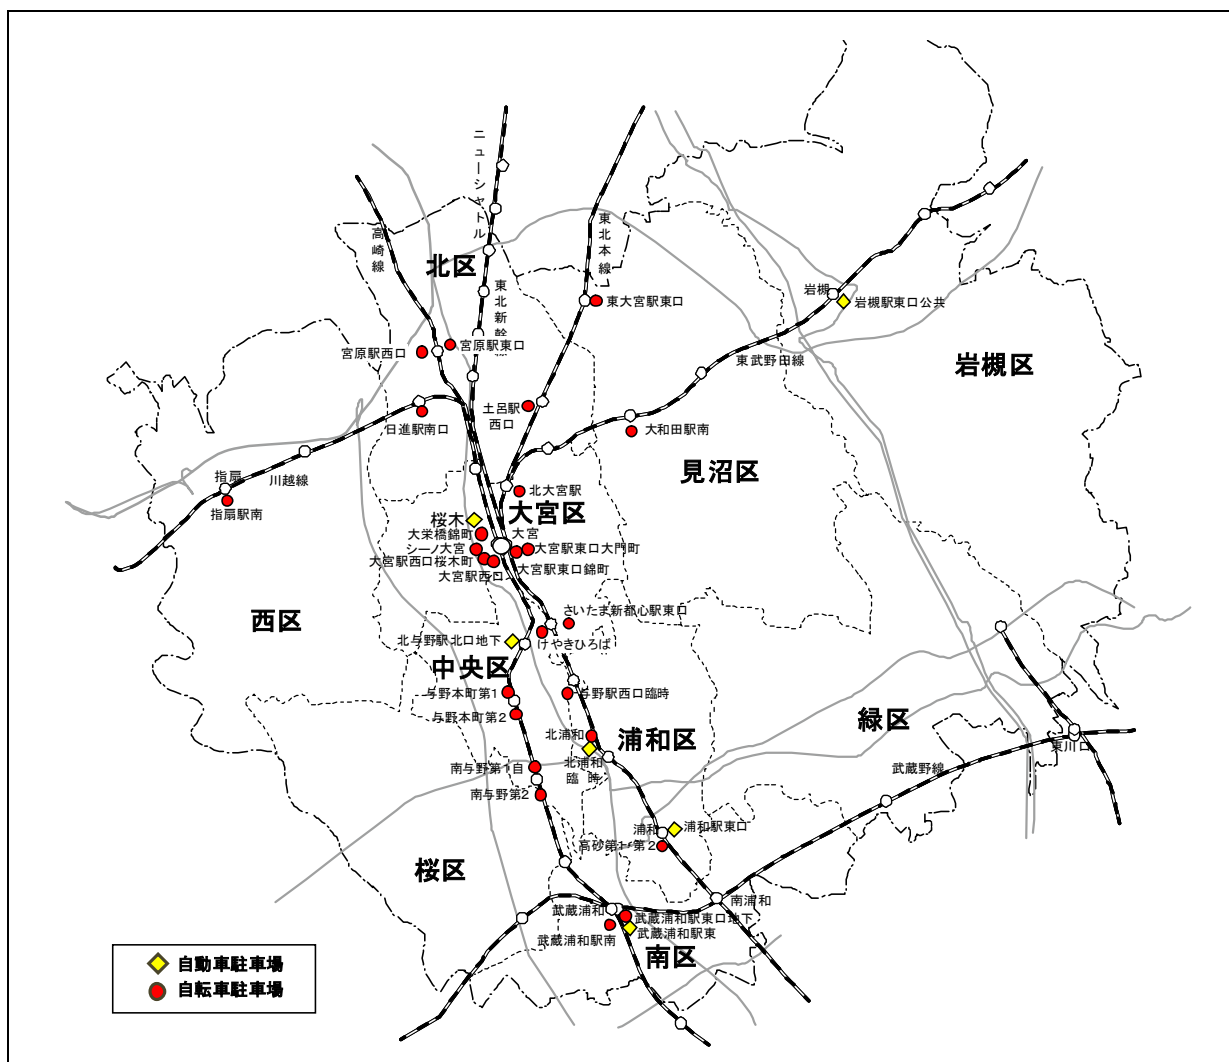 ニューシャトル
東北本線
高崎線
北区
東北新幹線
東大宮駅東口
岩槻
岩槻駅東口公共
宮原駅西口
宮原駅東口
東武野田線
岩槻区
土呂駅
西口
日進駅南口
大和田駅南
見沼区
指扇
川越線
指扇駅南
北大宮駅
大宮区
桜木
大栄橋錦町
大宮
シーノ大宮
大宮駅東口大門町
大宮駅西口桜木町
大宮駅西口
大宮駅東口錦町
西区
さいたま新都心駅東口
北与野駅北口地下
けやきひろば
中央区
与野本町第1
与野駅西口臨時
与野本町第2
北浦和
浦和区
緑区
東川口
南与野第1自
北浦和
臨 時
武蔵野線
南与野第2
浦和
浦和駅東口
高砂第1・第2
桜区
南浦和
武蔵浦和
武蔵浦和駅東口地下
武蔵浦和駅南
武蔵浦和駅東
南区
自動車駐車場
自転車駐車場